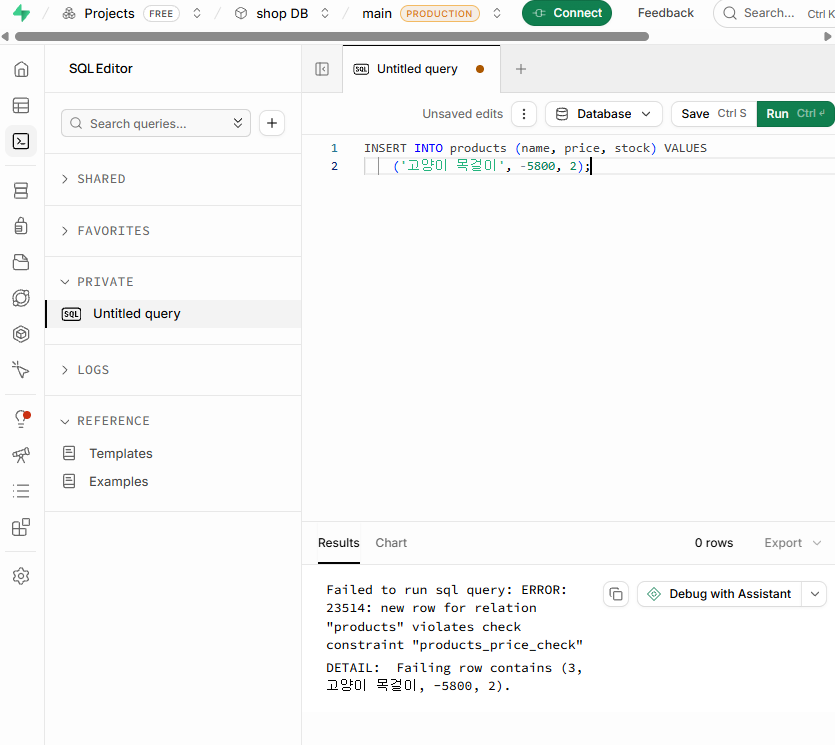 Projects FREE shop DB main PRODUCTION Connect Feedback Search... Ctrl K
SQL Editor
SQL Untitled query
Search queries...
Unsaved edits Database Save Ctrl S Run Ctrl ↵
SHARED
FAVORITES
PRIVATE
SQL Untitled query
LOGS
REFERENCE
Templates
Examples
1 INSERT INTO products (name, price, stock) VALUES
2 ('고양이 목걸이', -5800, 2);
Results Chart 0 rows Export
Failed to run sql query: ERROR:
23514: new row for relation
"products" violates check
constraint "products_price_check"
DETAIL: Failing row contains (3,
고양이 목걸이, -5800, 2).
Debug with Assistant